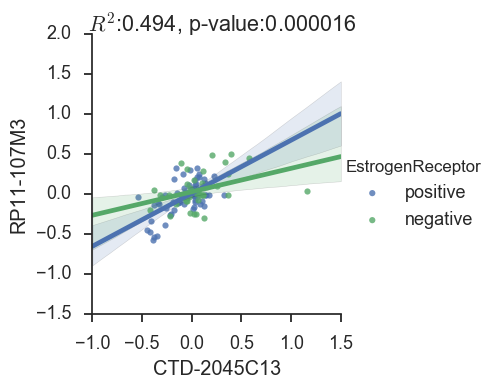 R²:0.494, p-value:0.000016
2.0
1.5
1.0
0.5
0.0
−0.5
−1.0
−1.5
RP11-107M3
−1.0 −0.5 0.0 0.5 1.0 1.5
CTD-2045C13
EstrogenReceptor
positive
negative